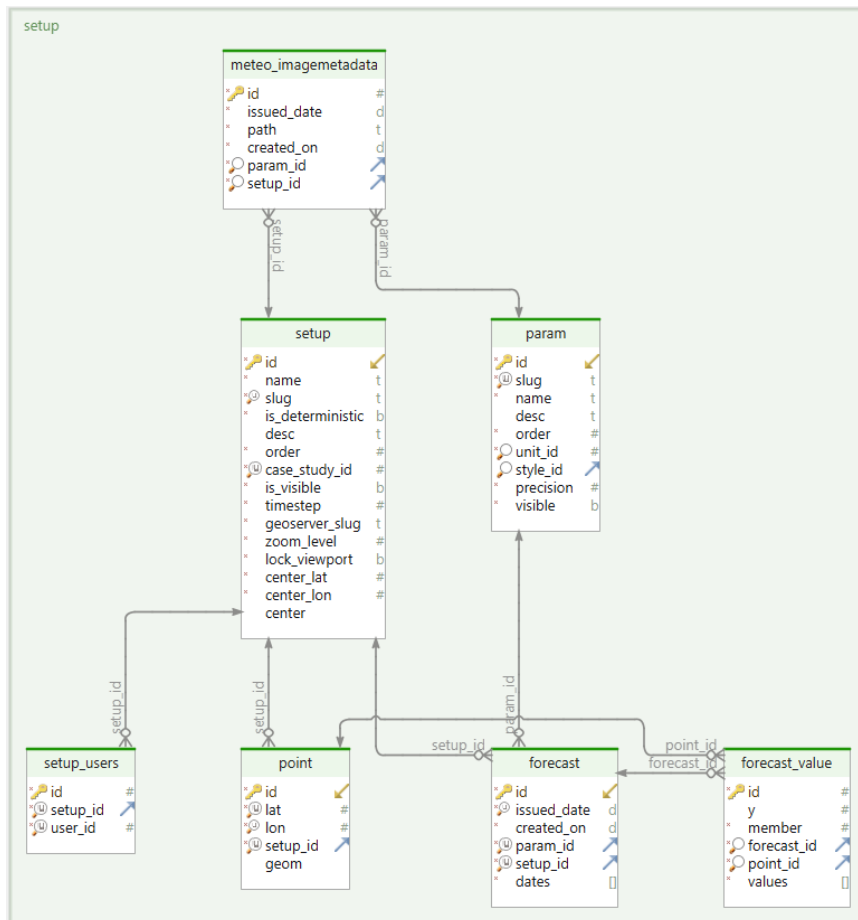 setup
meteo_imagemetadata
id #
issued_date d
path t
created_on d
param_id
setup_id
setup_id
param_id
setup
id
name t
slug t
is_deterministic b
desc t
order #
case_study_id #
is_visible b
timestep #
geoserver_slug t
zoom_level #
lock_viewport b
center_lat #
center_lon #
center
param
id
slug t
name t
desc t
order #
unit_id #
style_id
precision #
visible b
setup_id
setup_id
setup_id
param_id
point_id
forecast_id
setup_users
id #
setup_id
user_id #
point
id
lat #
lon #
setup_id
geom
forecast
id
issued_date d
created_on d
param_id
setup_id
dates []
forecast_value
id #
y #
member #
forecast_id
point_id
values []